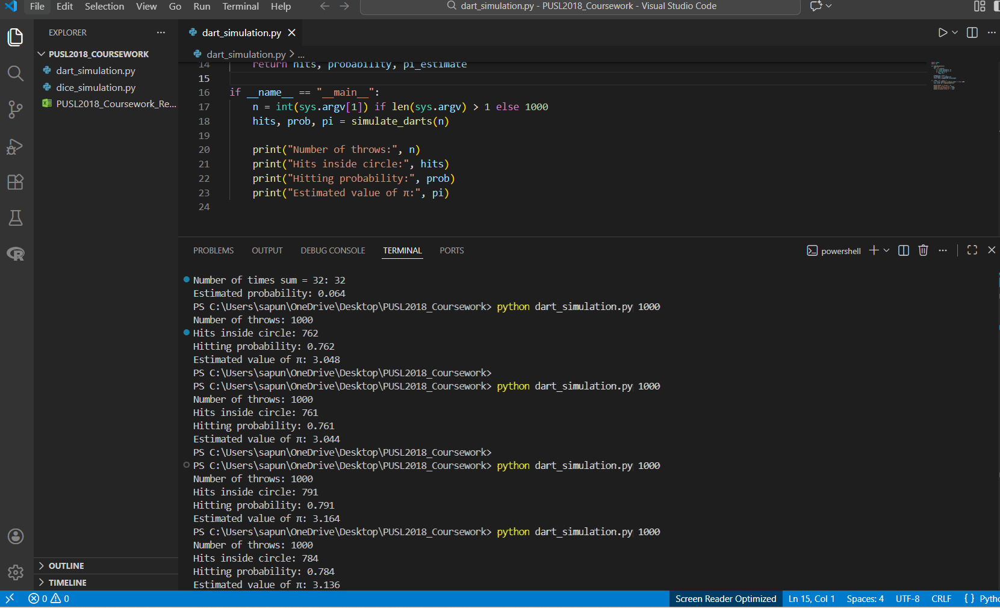 File Edit Selection View Go Run Terminal Help
dart_simulation.py - PUSL2018_Coursework - Visual Studio Code
EXPLORER
PUSL2018_COURSEWORK
dart_simulation.py
dice_simulation.py
PUSL2018_Coursework_Re...
dart_simulation.py
dart_simulation.py > ...
14 return hits, probability, pi_estimate
15
16 if __name__ == "__main__":
17 n = int(sys.argv[1]) if len(sys.argv) > 1 else 1000
18 hits, prob, pi = simulate_darts(n)
19
20 print("Number of throws:", n)
21 print("Hits inside circle:", hits)
22 print("Hitting probability:", prob)
23 print("Estimated value of π:", pi)
24
PROBLEMS OUTPUT DEBUG CONSOLE TERMINAL PORTS
powershell
Number of times sum = 32: 32
Estimated probability: 0.064
PS C:\Users\sapun\OneDrive\Desktop\PUSL2018_Coursework> python dart_simulation.py 1000
Number of throws: 1000
Hits inside circle: 762
Hitting probability: 0.762
Estimated value of π: 3.048
PS C:\Users\sapun\OneDrive\Desktop\PUSL2018_Coursework>
PS C:\Users\sapun\OneDrive\Desktop\PUSL2018_Coursework> python dart_simulation.py 1000
Number of throws: 1000
Hits inside circle: 761
Hitting probability: 0.761
Estimated value of π: 3.044
PS C:\Users\sapun\OneDrive\Desktop\PUSL2018_Coursework>
PS C:\Users\sapun\OneDrive\Desktop\PUSL2018_Coursework> python dart_simulation.py 1000
Number of throws: 1000
Hits inside circle: 791
Hitting probability: 0.791
Estimated value of π: 3.164
PS C:\Users\sapun\OneDrive\Desktop\PUSL2018_Coursework> python dart_simulation.py 1000
Number of throws: 1000
Hits inside circle: 784
Hitting probability: 0.784
Estimated value of π: 3.136
OUTLINE
TIMELINE
0 0
Screen Reader Optimized Ln 15, Col 1 Spaces: 4 UTF-8 CRLF { } Pytho